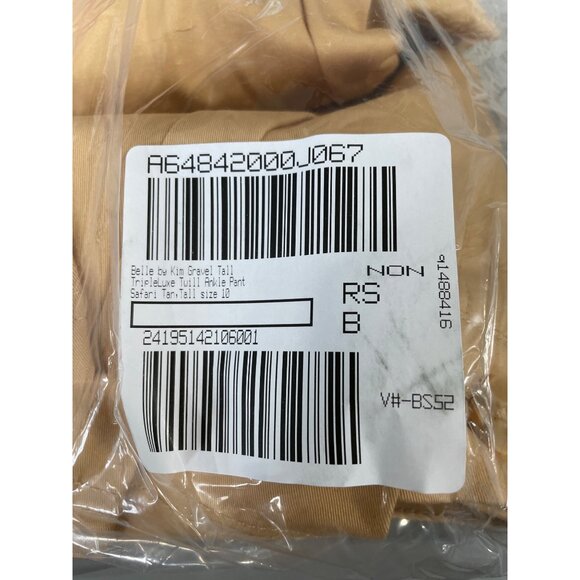 A64842000J067
Belle by Kim Gravel Tall
TripleLuxe Twill Ankle Pant
Safari Tan,Tall size 10
NON
RS
B
24195142106001
V#-BS52
q1488416